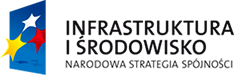 INFRASTRUKTURA
I ŚRODOWISKO
NARODOWA STRATEGIA SPÓJNOŚCI